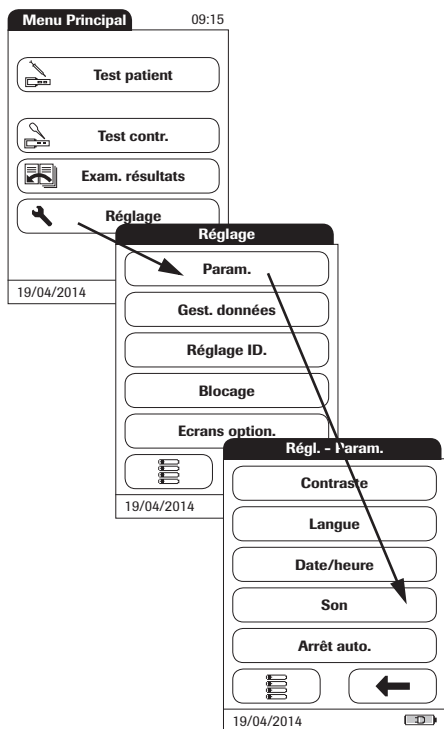 Menu Principal 09:15
Test patient
Test contr.
Exam. résultats
Réglage
19/04/2014
Réglage
Param.
Gest. données
Réglage ID.
Blocage
Ecrans option.
19/04/2014
Régl. - Param.
Contraste
Langue
Date/heure
Son
Arrêt auto.
19/04/2014